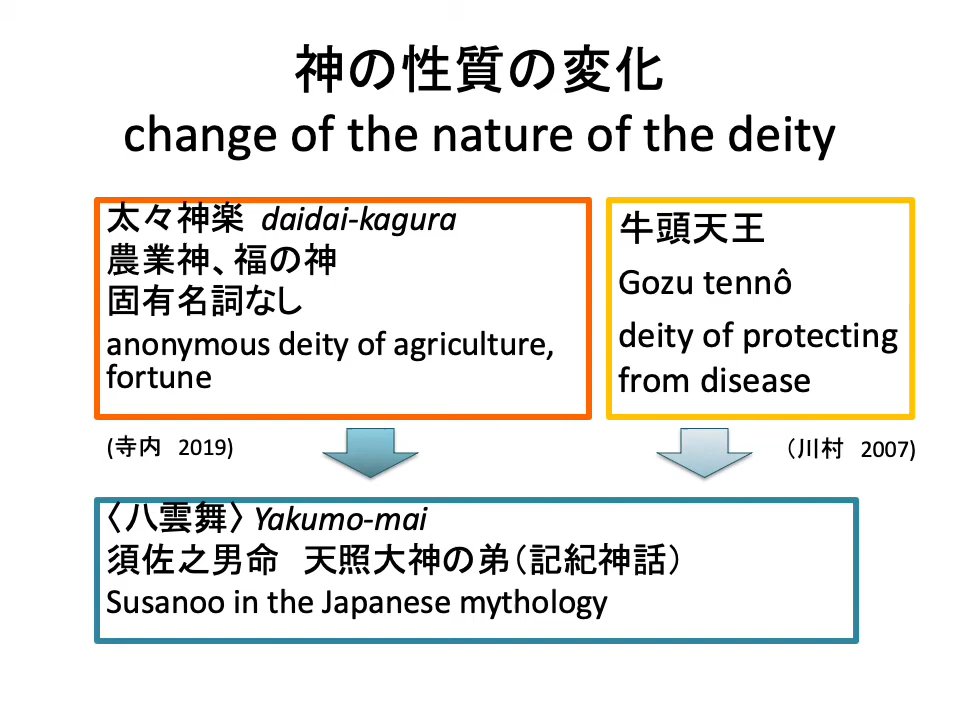 神の性質の変化
change of the nature of the deity
太々神楽 daidai-kagura
農業神、福の神
固有名詞なし
anonymous deity of agriculture,
fortune
牛頭天王
Gozu tennô
deity of protecting
from disease
(寺内 2019)
（川村 2007)
〈八雲舞〉Yakumo-mai
須佐之男命 天照大神の弟（記紀神話）
Susanoo in the Japanese mythology